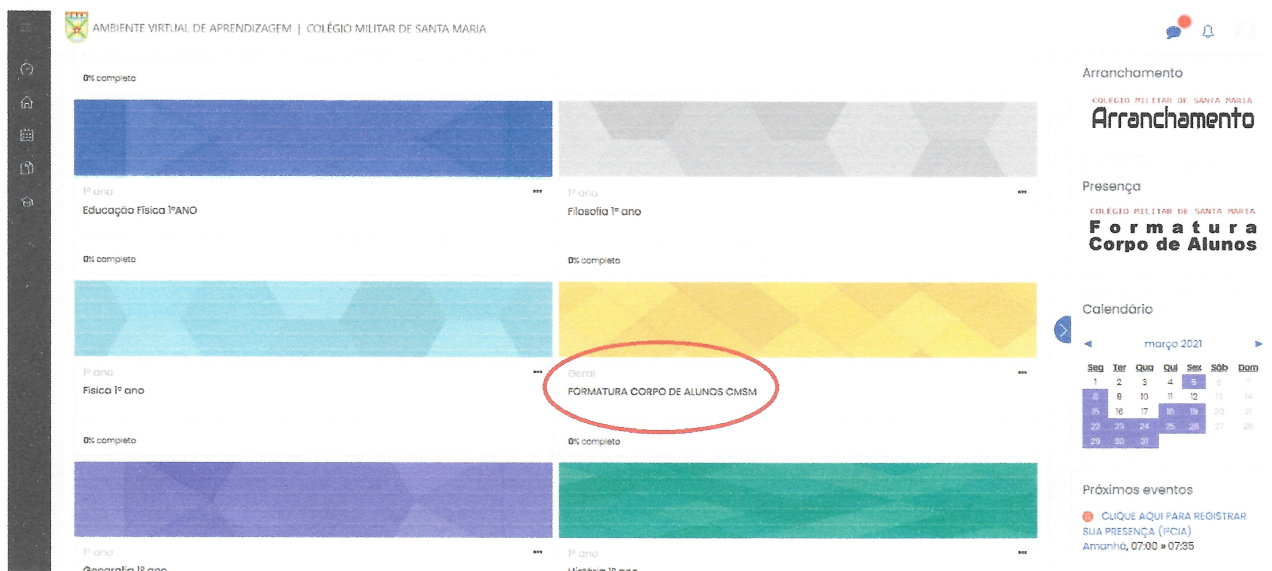 AMBIENTE VIRTUAL DE APRENDIZAGEM | COLÉGIO MILITAR DE SANTA MARIA
0% completo
1º ano
Educação Física 1ºANO
1º ano
Filosofia 1º ano
0% completo
0% completo
1º ano
Física 1º ano
Geral
FORMATURA CORPO DE ALUNOS CMSM
0% completo
0% completo
1º ano
Geografia 1º ano
1º ano
História 1º ano
Arranchamento
COLÉGIO MILITAR DE SANTA MARIA
Arranchamento
Presença
COLÉGIO MILITAR DE SANTA MARIA
Formatura
Corpo de Alunos
Calendário
março 2021
Seg Ter Qua Qui Sex Sáb Dom
1 2 3 4 5 6 7
8 9 10 11 12 13 14
15 16 17 18 19 20 21
22 23 24 25 26 27 28
29 30 31
Próximos eventos
CLIQUE AQUI PARA REGISTRAR
SUA PRESENÇA (1ºCIA)
Amanhã, 07:00 » 07:35